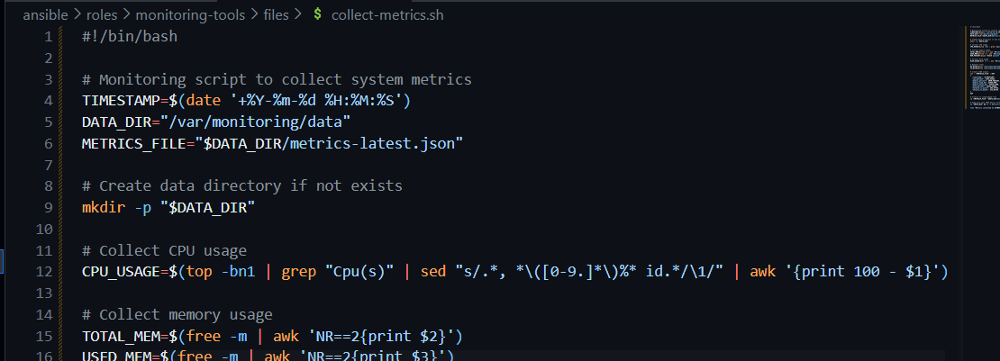 ansible > roles > monitoring-tools > files > $ collect-metrics.sh
1 #!/bin/bash
2
3 # Monitoring script to collect system metrics
4 TIMESTAMP=$(date '+%Y-%m-%d %H:%M:%S')
5 DATA_DIR="/var/monitoring/data"
6 METRICS_FILE="$DATA_DIR/metrics-latest.json"
7
8 # Create data directory if not exists
9 mkdir -p "$DATA_DIR"
10
11 # Collect CPU usage
12 CPU_USAGE=$(top -bn1 | grep "Cpu(s)" | sed "s/.*, *\([0-9.]*\)%* id.*/\1/" | awk '{print 100 - $1}')
13
14 # Collect memory usage
15 TOTAL_MEM=$(free -m | awk 'NR==2{print $2}')
16 USED_MEM=$(free -m | awk 'NR==2{print $3}')